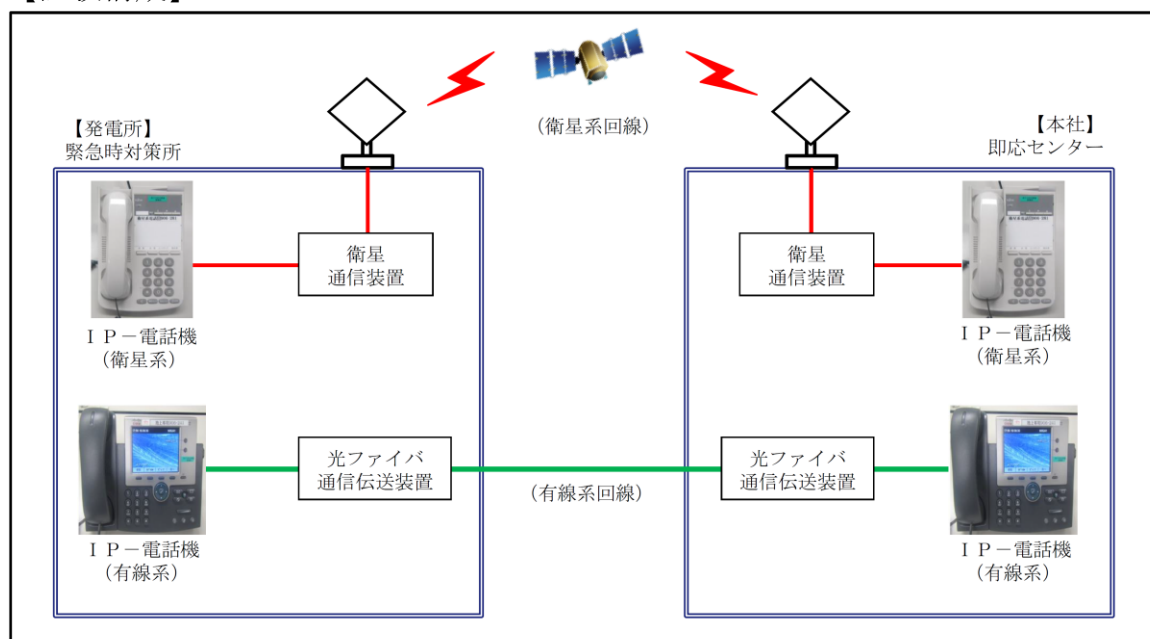 【発電所】
緊急時対策所
(衛星系回線)
【本社】
即応センター
衛星
通信装置
衛星
通信装置
ＩＰ－電話機
(衛星系)
ＩＰ－電話機
(衛星系)
光ファイバ
通信伝送装置
(有線系回線)
光ファイバ
通信伝送装置
ＩＰ－電話機
(有線系)
ＩＰ－電話機
(有線系)